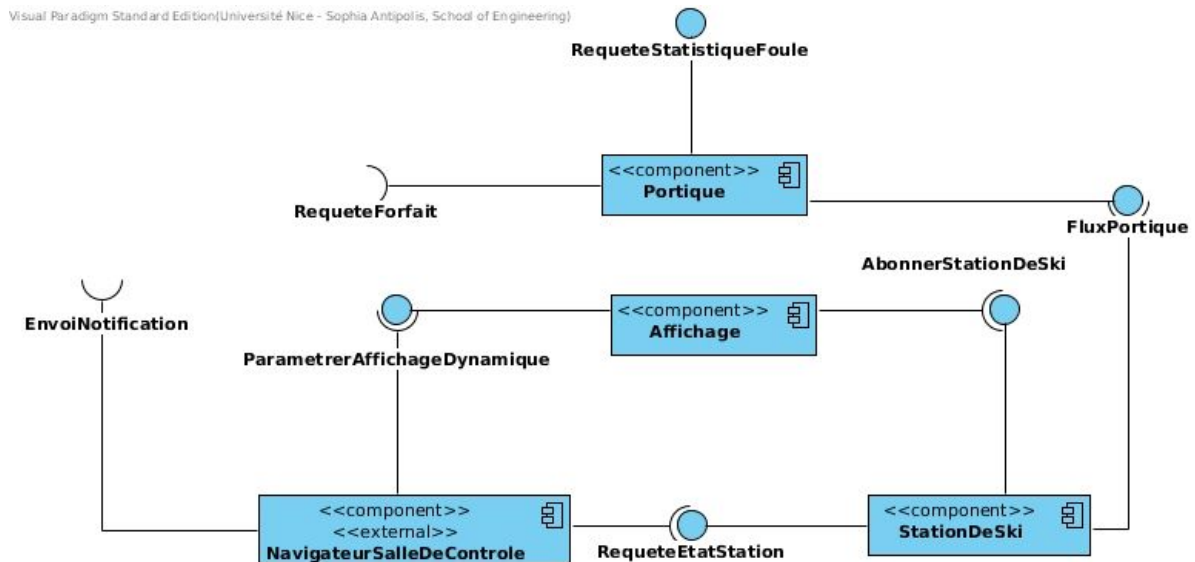 Visual Paradigm Standard Edition(Université Nice - Sophia Antipolis, School of Engineering)
RequeteStatistiqueFoule
<<component>>
Portique
RequeteForfait
FluxPortique
AbonnerStationDeSki
EnvoiNotification
<<component>>
Affichage
ParametrerAffichageDynamique
<<component>>
<<external>>
NavigateurSalleDeControle
RequeteEtatStation
<<component>>
StationDeSki